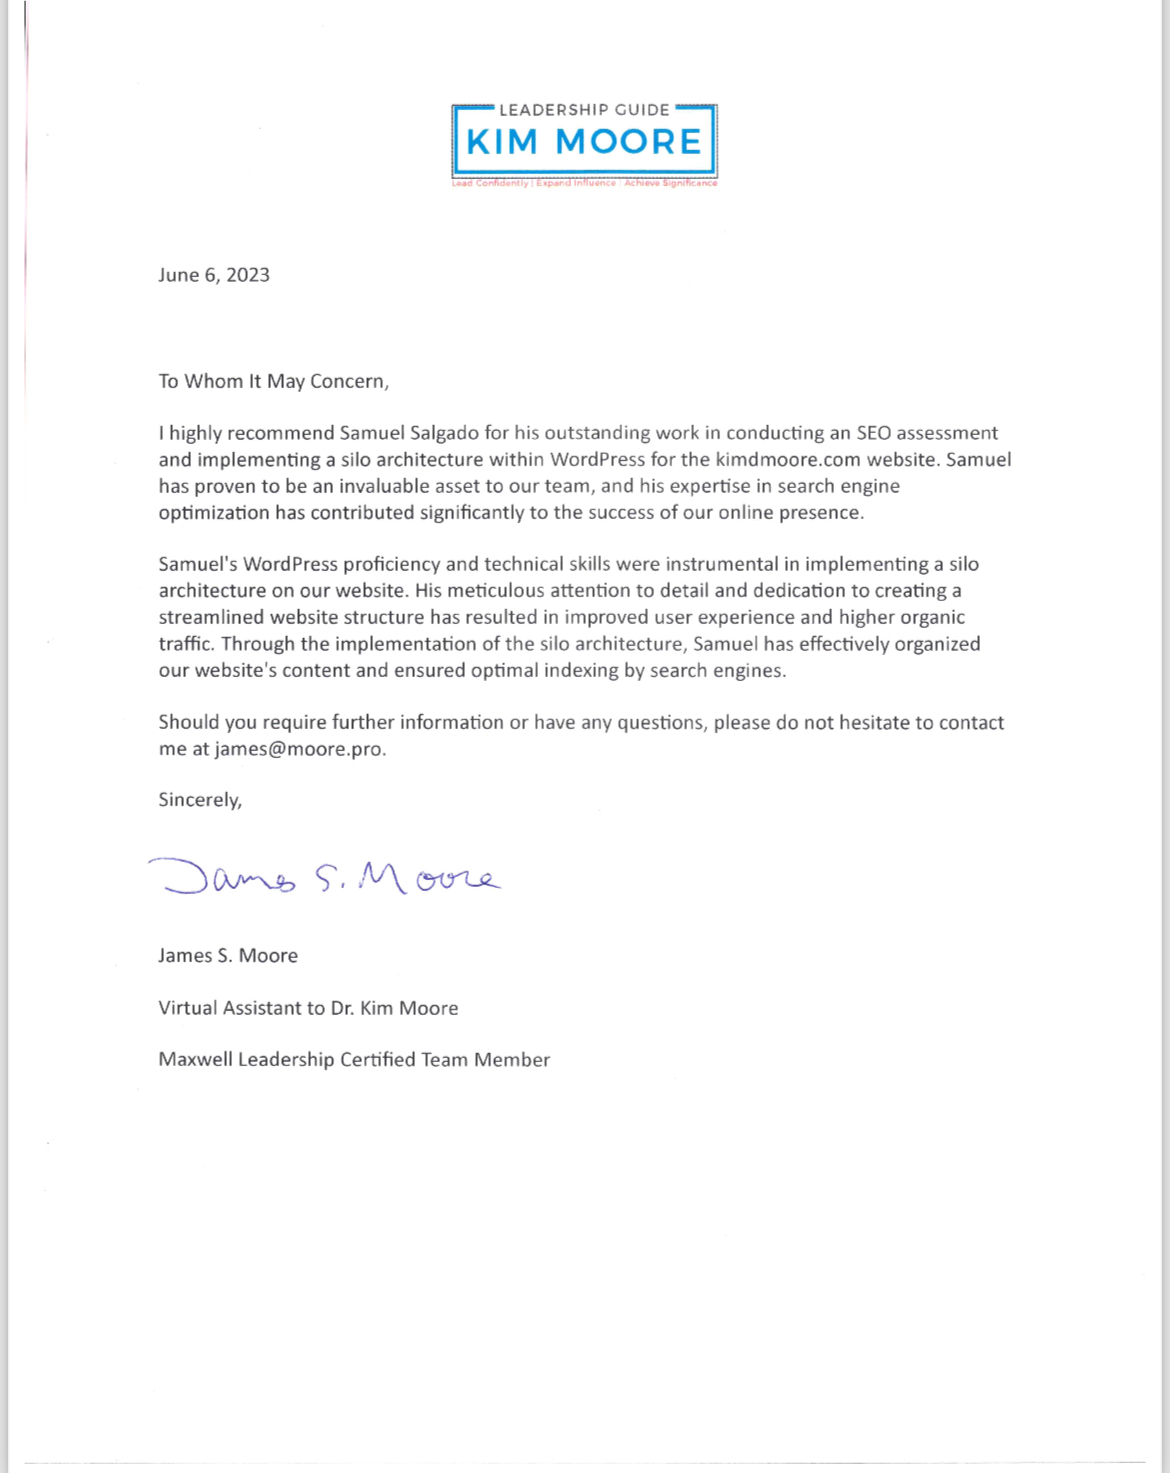 LEADERSHIP GUIDE
KIM MOORE
Lead Confidently | Expand Influence | Achieve Significance
June 6, 2023
To Whom It May Concern,
I highly recommend Samuel Salgado for his outstanding work in conducting an SEO assessment
and implementing a silo architecture within WordPress for the kimdmoore.com website. Samuel
has proven to be an invaluable asset to our team, and his expertise in search engine
optimization has contributed significantly to the success of our online presence.
Samuel's WordPress proficiency and technical skills were instrumental in implementing a silo
architecture on our website. His meticulous attention to detail and dedication to creating a
streamlined website structure has resulted in improved user experience and higher organic
traffic. Through the implementation of the silo architecture, Samuel has effectively organized
our website's content and ensured optimal indexing by search engines.
Should you require further information or have any questions, please do not hesitate to contact
me at james@moore.pro.
Sincerely,
James S. Moore
James S. Moore
Virtual Assistant to Dr. Kim Moore
Maxwell Leadership Certified Team Member